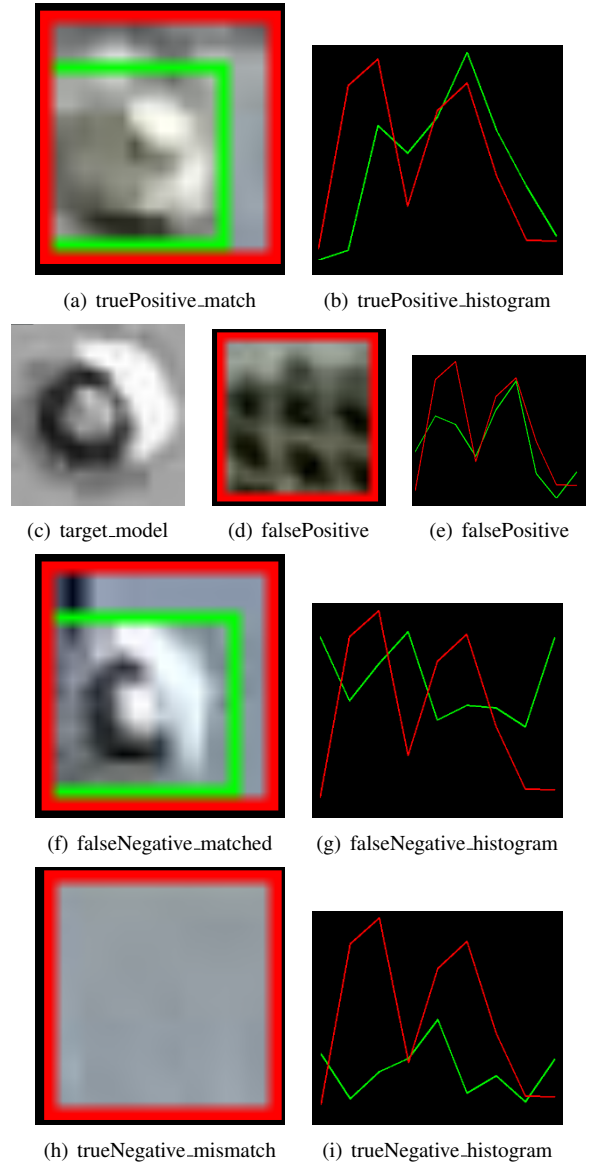 (a) truePositive_match
(b) truePositive_histogram
(c) target_model
(d) falsePositive
(e) falsePositive
(f) falseNegative_matched
(g) falseNegative_histogram
(h) trueNegative_mismatch
(i) trueNegative_histogram